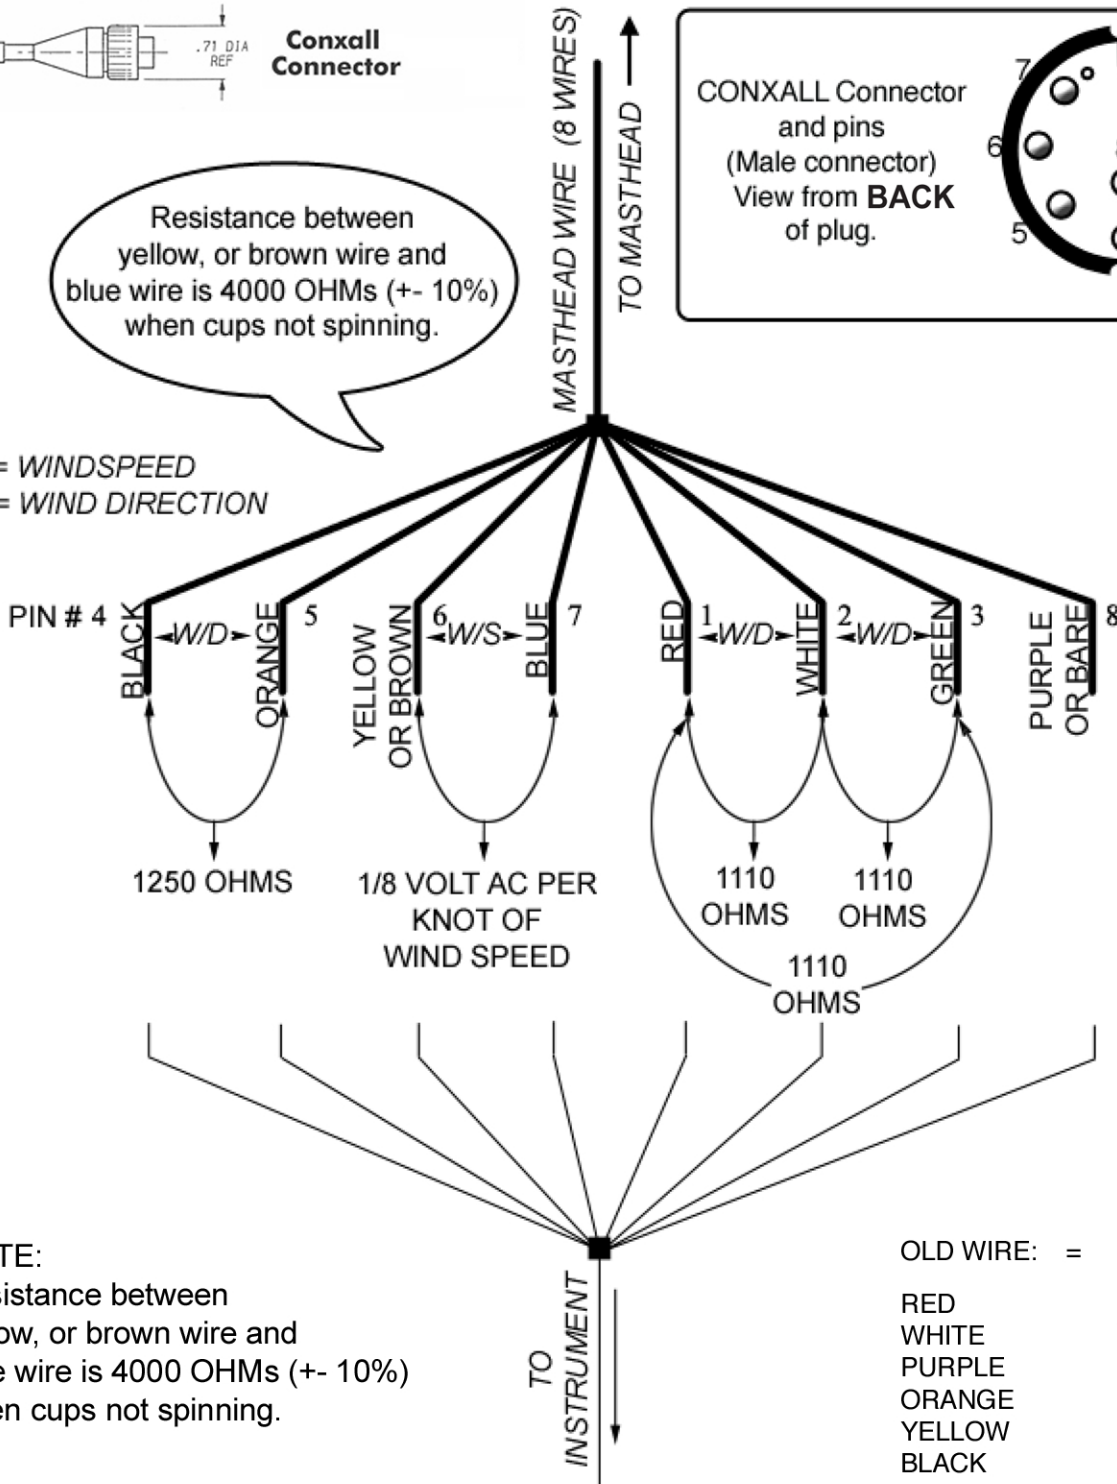 .71 DIA
REF
Conxall
Connector
MASTHEAD WIRE (8 WIRES)
TO MASTHEAD
CONXALL Connector
and pins
(Male connector)
View from BACK
of plug.
7
6
5
Resistance between
yellow, or brown wire and
blue wire is 4000 OHMs (+- 10%)
when cups not spinning.
= WINDSPEED
= WIND DIRECTION
PIN # 4
BLACK
W/D
ORANGE
5
YELLOW
OR BROWN
6
W/S
BLUE
7
RED
1
W/D
WHITE
2
W/D
GREEN
3
PURPLE
OR BARE
8
1250 OHMS
1/8 VOLT AC PER
KNOT OF
WIND SPEED
1110
OHMS
1110
OHMS
1110
OHMS
TE:
sistance between
ow, or brown wire and
e wire is 4000 OHMs (+- 10%)
en cups not spinning.
TO
INSTRUMENT
OLD WIRE: =
RED
WHITE
PURPLE
ORANGE
YELLOW
BLACK